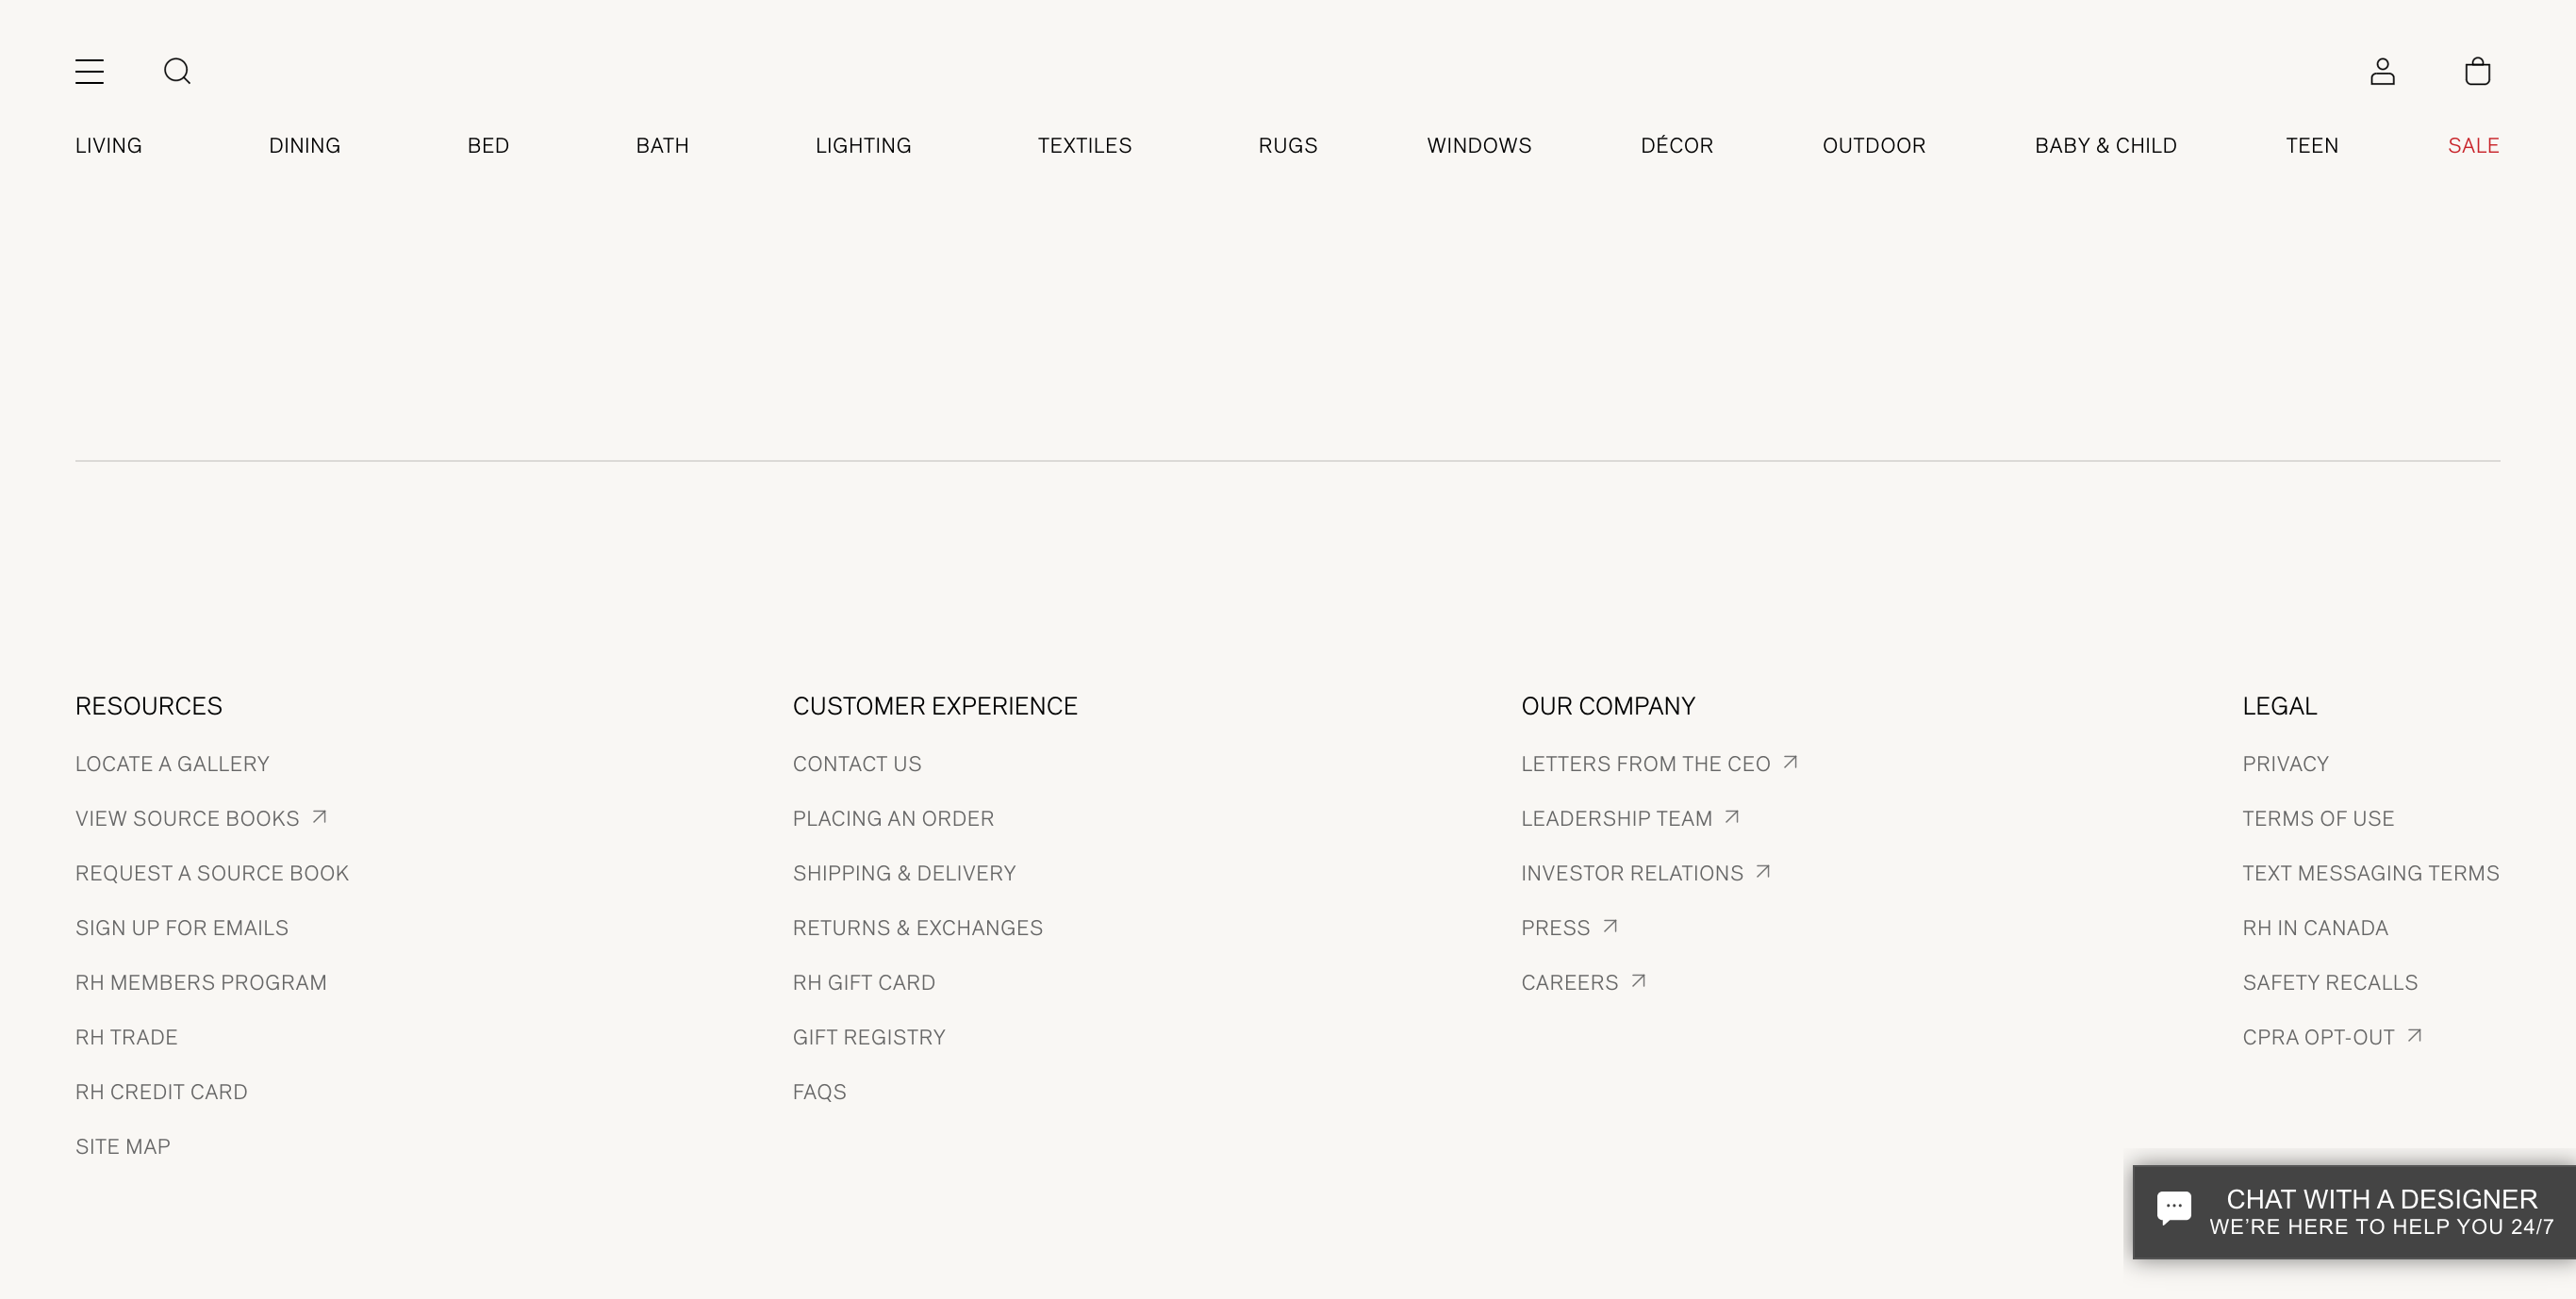 LIVING DINING BED BATH LIGHTING TEXTILES RUGS WINDOWS DÉCOR OUTDOOR BABY & CHILD TEEN SALE
RESOURCES
LOCATE A GALLERY
VIEW SOURCE BOOKS
REQUEST A SOURCE BOOK
SIGN UP FOR EMAILS
RH MEMBERS PROGRAM
RH TRADE
RH CREDIT CARD
SITE MAP
CUSTOMER EXPERIENCE
CONTACT US
PLACING AN ORDER
SHIPPING & DELIVERY
RETURNS & EXCHANGES
RH GIFT CARD
GIFT REGISTRY
FAQS
OUR COMPANY
LETTERS FROM THE CEO
LEADERSHIP TEAM
INVESTOR RELATIONS
PRESS
CAREERS
LEGAL
PRIVACY
TERMS OF USE
TEXT MESSAGING TERMS
RH IN CANADA
SAFETY RECALLS
CPRA OPT-OUT
CHAT WITH A DESIGNER
WE’RE HERE TO HELP YOU 24/7